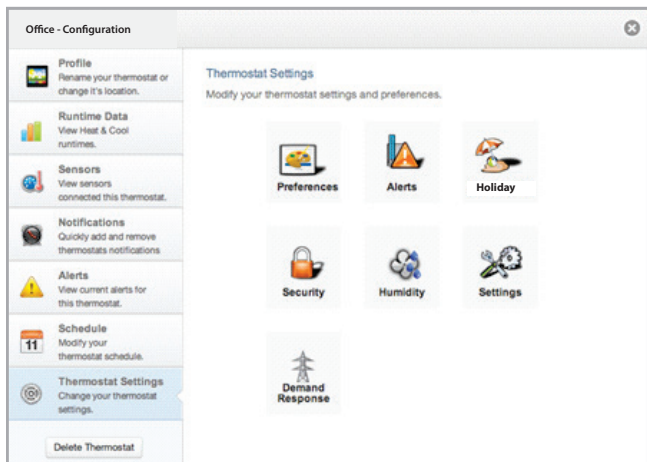 Office - Configuration
Profile
Rename your thermostat or
change it's location.
Runtime Data
View Heat & Cool
runtimes.
Sensors
View sensors
connected this thermostat.
Notifications
Quickly add and remove
thermostats notifications
Alerts
View current alerts for
this thermostat.
11
Schedule
Modify your
thermostat schedule.
Thermostat Settings
Change your thermostat
settings.
Delete Thermostat
Thermostat Settings
Modify your thermostat settings and preferences.
Preferences
Alerts
Holiday
Security
Humidity
Settings
Demand
Response